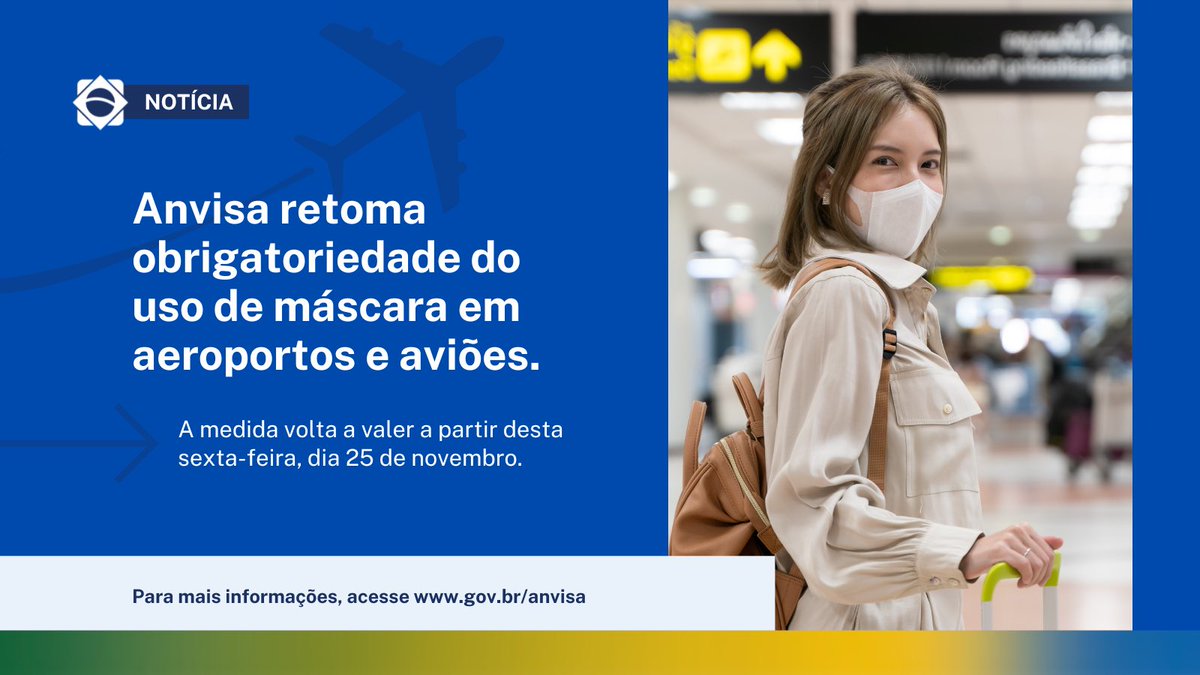 NOTÍCIA
Anvisa retoma
obrigatoriedade do
uso de máscara em
aeroportos e aviões.
A medida volta a valer a partir desta
sexta-feira, dia 25 de novembro.
Para mais informações, acesse www.gov.br/anvisa